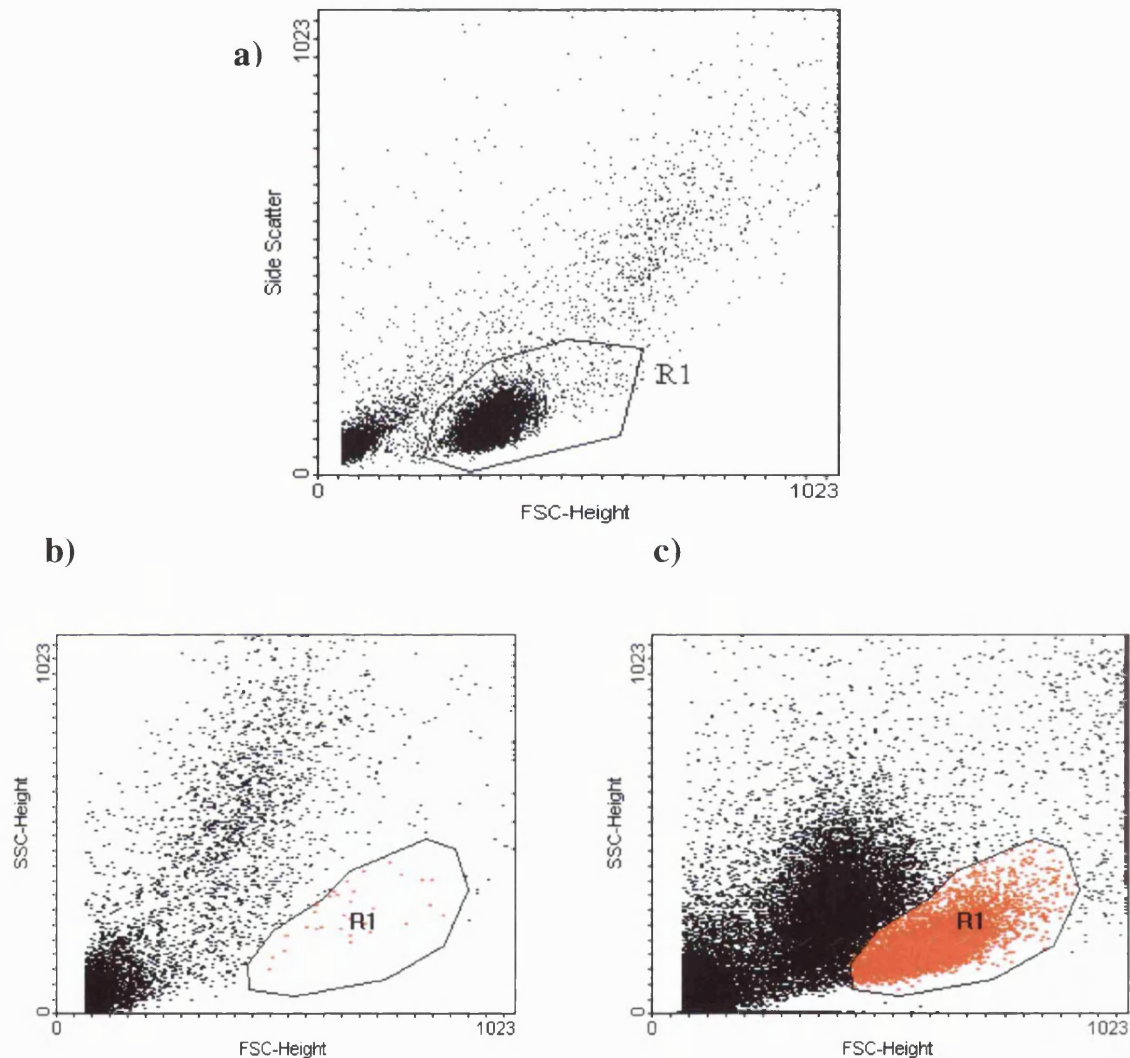 a)
1023
Side Scatter
R1
0
0
1023
FSC-Height
b)
c)
1023
SSC-Height
R1
0
0
1023
FSC-Height
1023
SSC-Height
R1
0
0
1023
FSC-Height